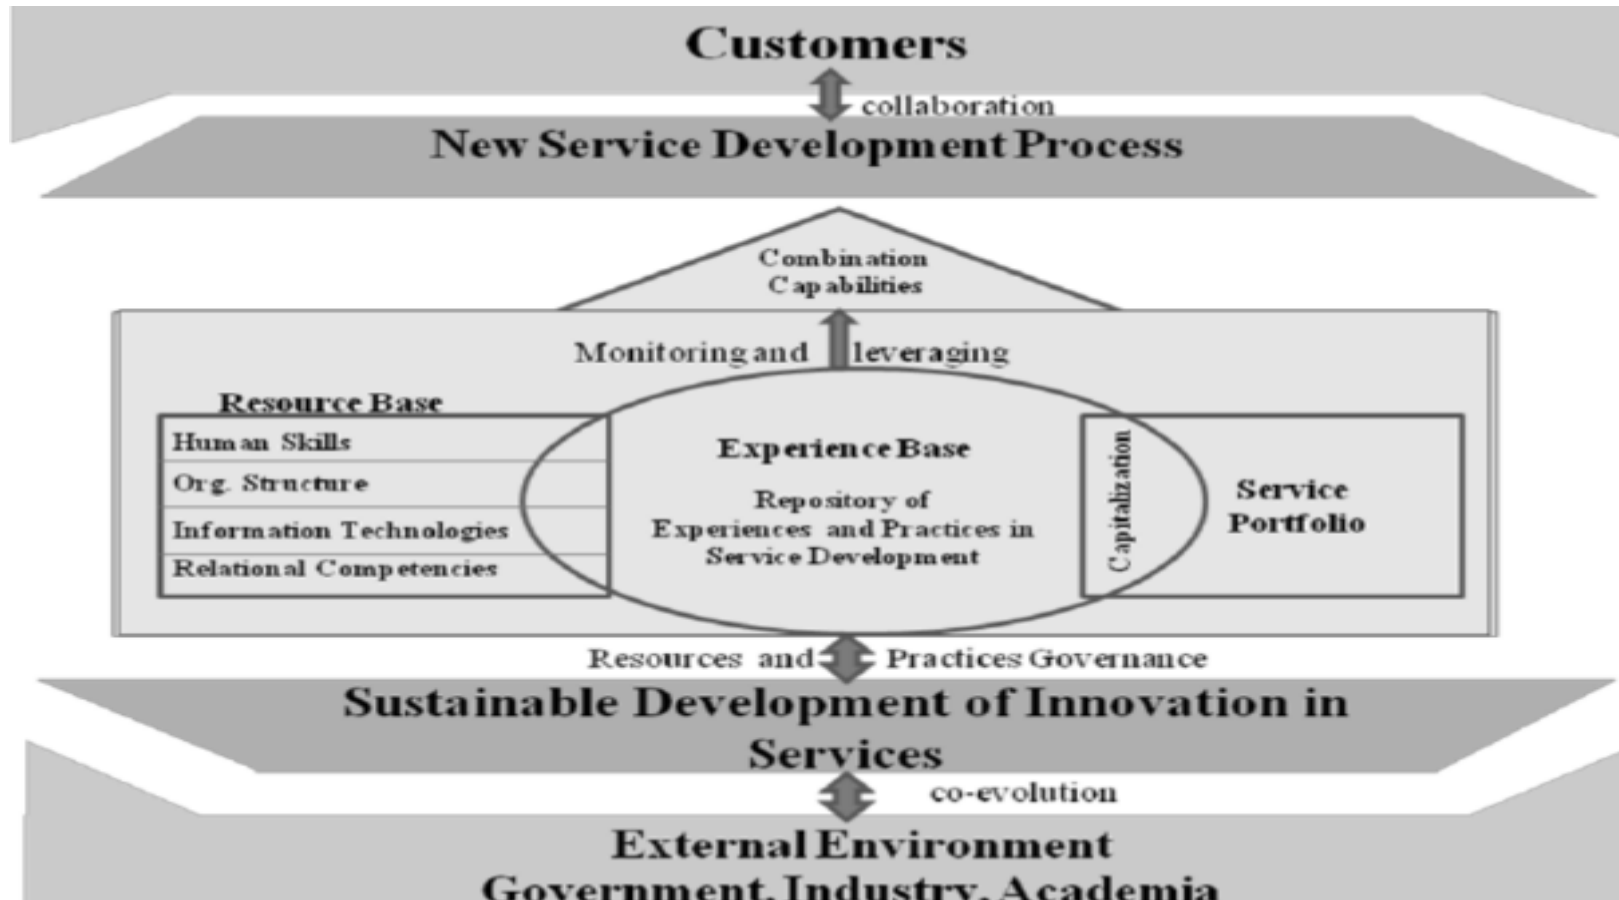 Customers
collaboration
New Service Development Process
Combination
Capabilities
Monitoring and leveraging
Resource Base
Human Skills
Org. Structure
Information Technologies
Relational Competencies
Experience Base
Repository of
Experiences and Practices in
Service Development
Capitalization
Service
Portfolio
Resources and Practices Governance
Sustainable Development of Innovation in
Services
co-evolution
External Environment
Government, Industry, Academia